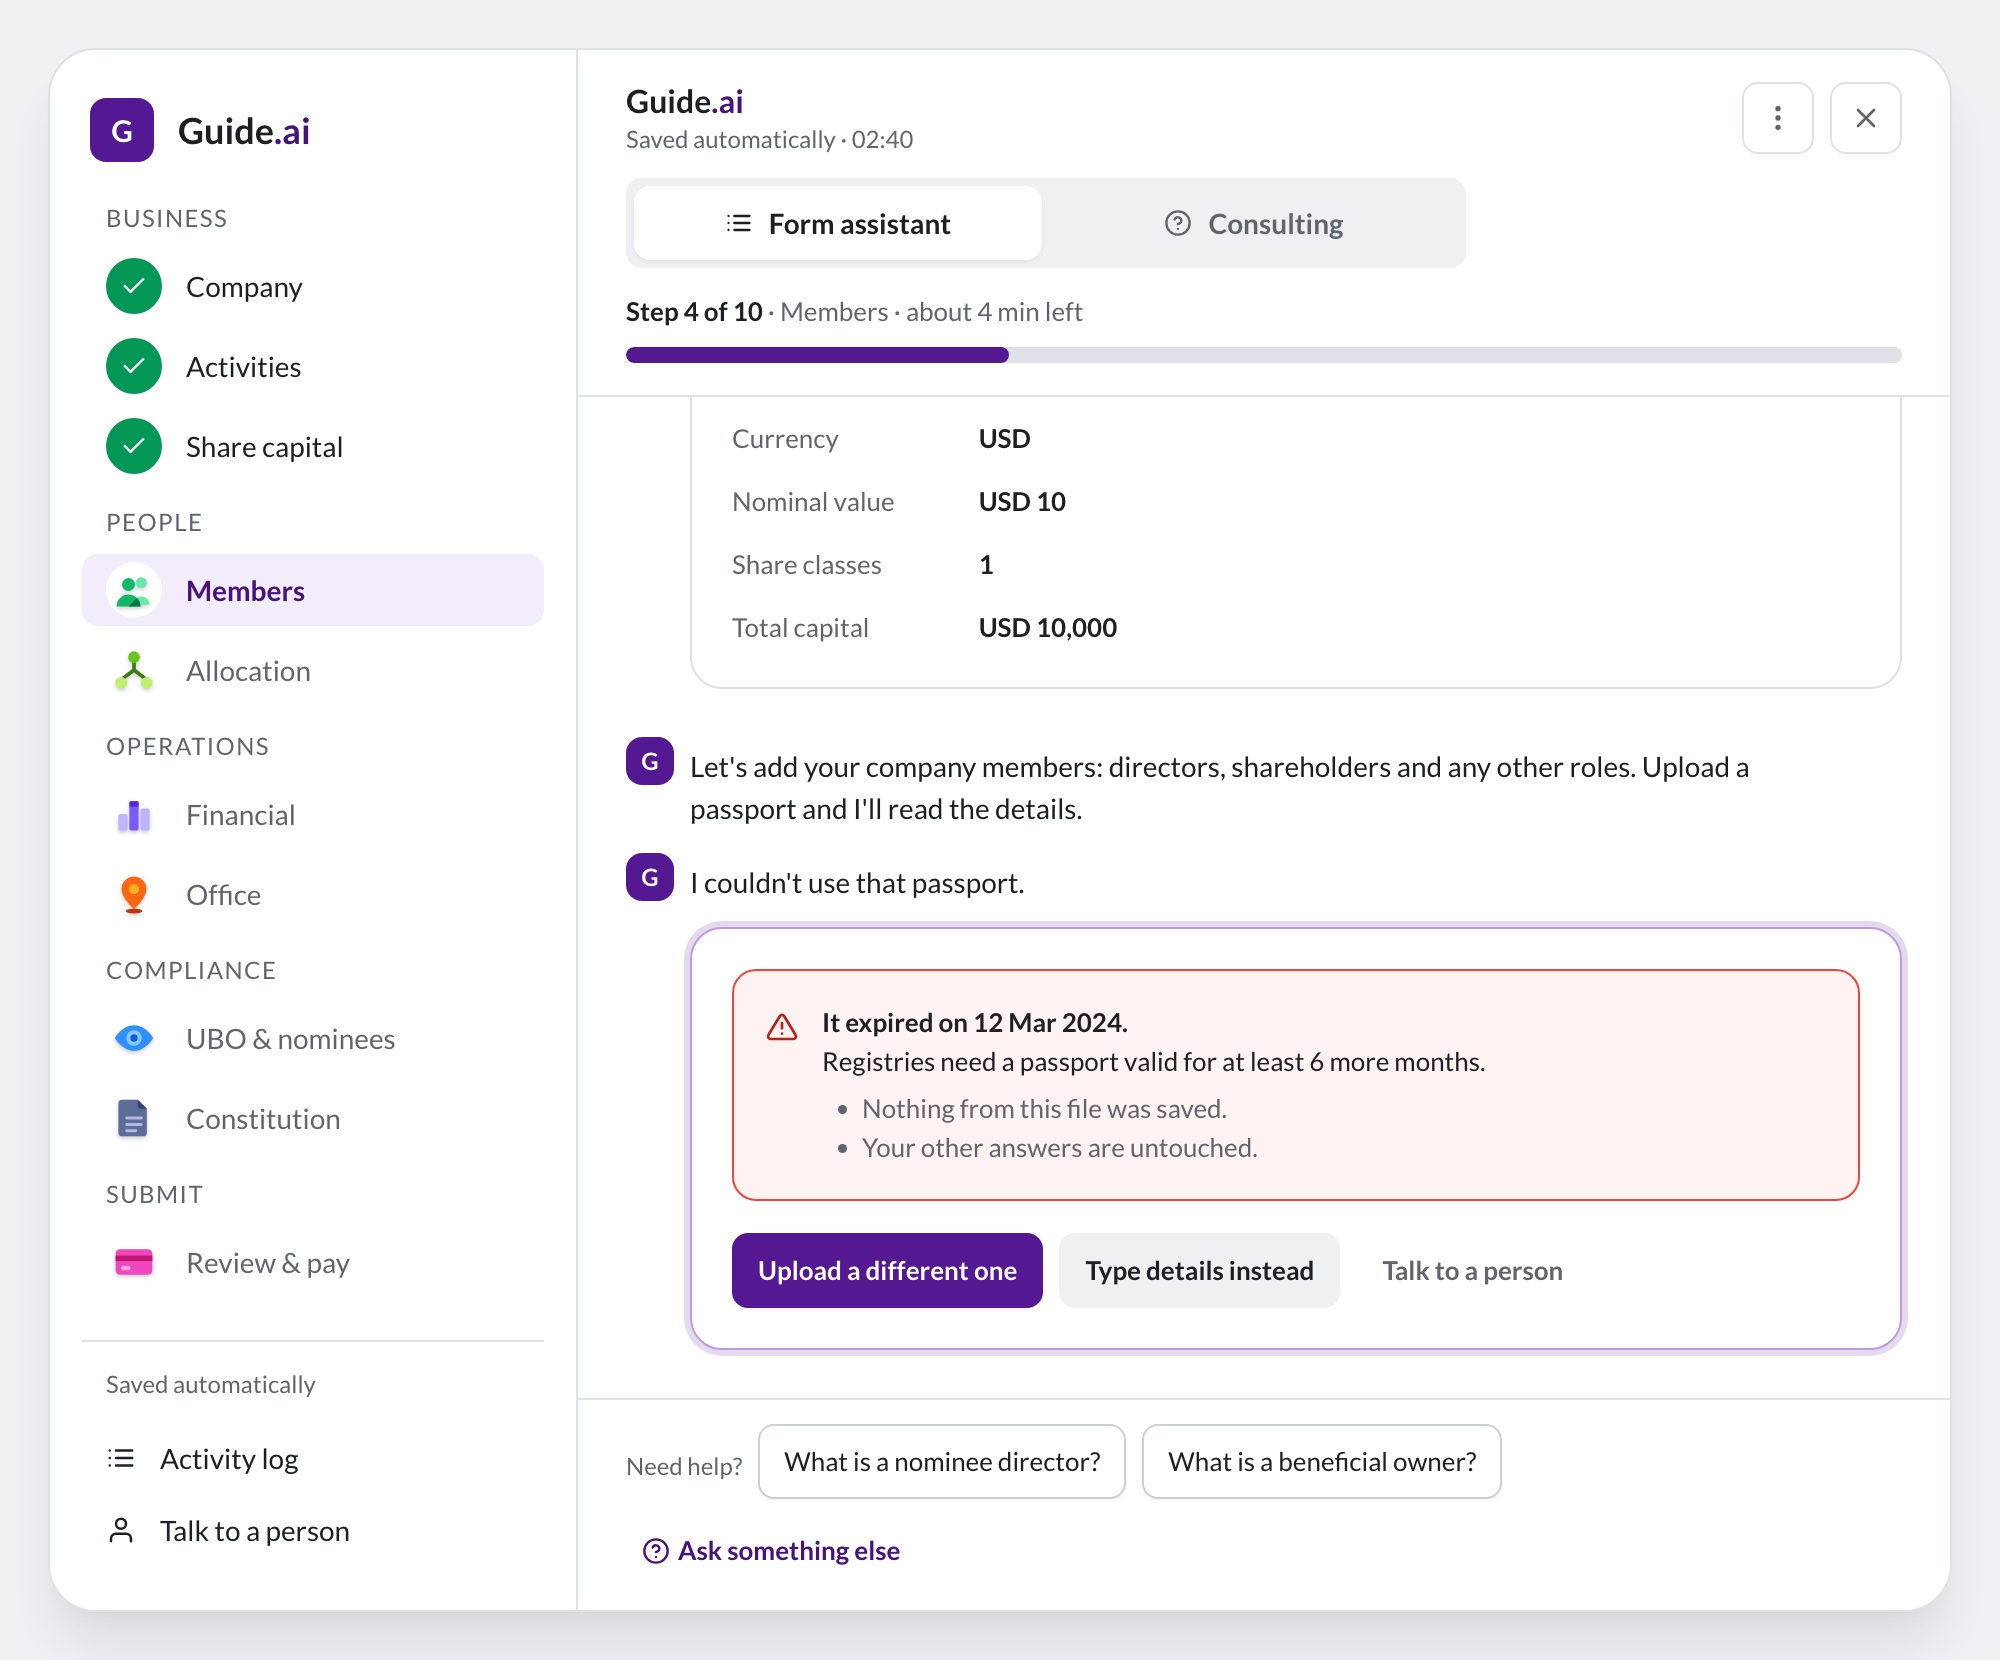 G Guide.ai
BUSINESS
Company
Activities
Share capital
PEOPLE
Members
Allocation
OPERATIONS
Financial
Office
COMPLIANCE
UBO & nominees
Constitution
SUBMIT
Review & pay
Saved automatically
Activity log
Talk to a person
Guide.ai
Saved automatically · 02:40
Form assistant
Consulting
Step 4 of 10 · Members · about 4 min left
Currency USD
Nominal value USD 10
Share classes 1
Total capital USD 10,000
G Let's add your company members: directors, shareholders and any other roles. Upload a
passport and I'll read the details.
G I couldn't use that passport.
It expired on 12 Mar 2024.
Registries need a passport valid for at least 6 more months.
• Nothing from this file was saved.
• Your other answers are untouched.
Upload a different one
Type details instead
Talk to a person
Need help?
What is a nominee director?
What is a beneficial owner?
Ask something else